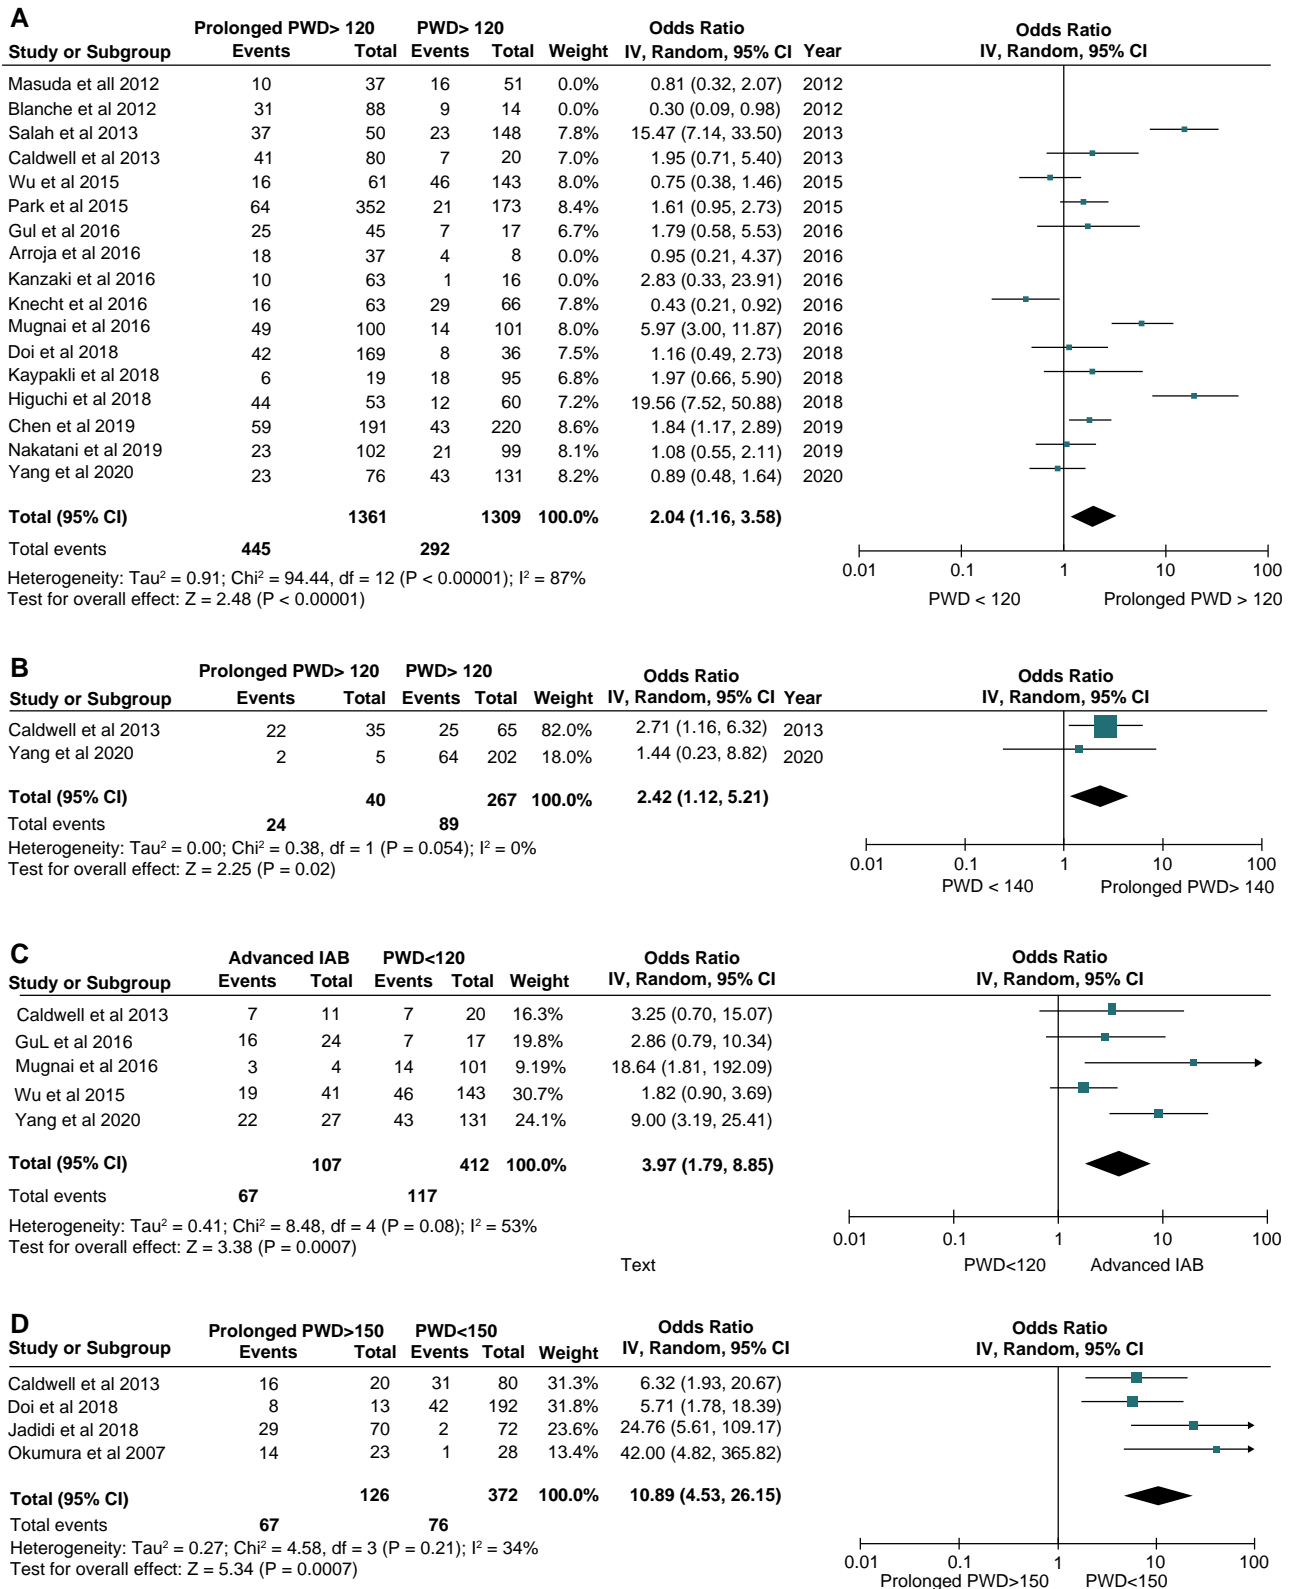 A
Prolonged PWD> 120 PWD> 120 Odds Ratio Odds Ratio
Study or Subgroup Events Total Events Total Weight IV, Random, 95% CI Year IV, Random, 95% CI
Masuda et all 2012 10 37 16 51 0.0% 0.81 (0.32, 2.07) 2012
Blanche et al 2012 31 88 9 14 0.0% 0.30 (0.09, 0.98) 2012
Salah et al 2013 37 50 23 148 7.8% 15.47 (7.14, 33.50) 2013
Caldwell et al 2013 41 80 7 20 7.0% 1.95 (0.71, 5.40) 2013
Wu et al 2015 16 61 46 143 8.0% 0.75 (0.38, 1.46) 2015
Park et al 2015 64 352 21 173 8.4% 1.61 (0.95, 2.73) 2015
Gul et al 2016 25 45 7 17 6.7% 1.79 (0.58, 5.53) 2016
Arroja et al 2016 18 37 4 8 0.0% 0.95 (0.21, 4.37) 2016
Kanzaki et al 2016 10 63 1 16 0.0% 2.83 (0.33, 23.91) 2016
Knecht et al 2016 16 63 29 66 7.8% 0.43 (0.21, 0.92) 2016
Mugnai et al 2016 49 100 14 101 8.0% 5.97 (3.00, 11.87) 2016
Doi et al 2018 42 169 8 36 7.5% 1.16 (0.49, 2.73) 2018
Kaypakli et al 2018 6 19 18 95 6.8% 1.97 (0.66, 5.90) 2018
Higuchi et al 2018 44 53 12 60 7.2% 19.56 (7.52, 50.88) 2018
Chen et al 2019 59 191 43 220 8.6% 1.84 (1.17, 2.89) 2019
Nakatani et al 2019 23 102 21 99 8.1% 1.08 (0.55, 2.11) 2019
Yang et al 2020 23 76 43 131 8.2% 0.89 (0.48, 1.64) 2020
Total (95% CI) 1361 1309 100.0% 2.04 (1.16, 3.58)
Total events 445 292
Heterogeneity: Tau² = 0.91; Chi² = 94.44, df = 12 (P < 0.00001); I² = 87%
Test for overall effect: Z = 2.48 (P < 0.00001)
0.01 0.1 1 10 100
PWD < 120 Prolonged PWD > 120
B
Prolonged PWD> 120 PWD> 120 Odds Ratio Odds Ratio
Study or Subgroup Events Total Events Total Weight IV, Random, 95% CI Year IV, Random, 95% CI
Caldwell et al 2013 22 35 25 65 82.0% 2.71 (1.16, 6.32) 2013
Yang et al 2020 2 5 64 202 18.0% 1.44 (0.23, 8.82) 2020
Total (95% CI) 40 267 100.0% 2.42 (1.12, 5.21)
Total events 24 89
Heterogeneity: Tau² = 0.00; Chi² = 0.38, df = 1 (P = 0.054); I² = 0%
Test for overall effect: Z = 2.25 (P = 0.02)
0.01 0.1 1 10 100
PWD < 140 Prolonged PWD> 140
C
Advanced IAB PWD<120 Odds Ratio Odds Ratio
Study or Subgroup Events Total Events Total Weight IV, Random, 95% CI IV, Random, 95% CI
Caldwell et al 2013 7 11 7 20 16.3% 3.25 (0.70, 15.07)
GuL et al 2016 16 24 7 17 19.8% 2.86 (0.79, 10.34)
Mugnai et al 2016 3 4 14 101 9.19% 18.64 (1.81, 192.09)
Wu et al 2015 19 41 46 143 30.7% 1.82 (0.90, 3.69)
Yang et al 2020 22 27 43 131 24.1% 9.00 (3.19, 25.41)
Total (95% CI) 107 412 100.0% 3.97 (1.79, 8.85)
Total events 67 117
Heterogeneity: Tau² = 0.41; Chi² = 8.48, df = 4 (P = 0.08); I² = 53%
Test for overall effect: Z = 3.38 (P = 0.0007)
0.01 0.1 1 10 100
Text PWD<120 Advanced IAB
D
Prolonged PWD>150 PWD<150 Odds Ratio Odds Ratio
Study or Subgroup Events Total Events Total Weight IV, Random, 95% CI IV, Random, 95% CI
Caldwell et al 2013 16 20 31 80 31.3% 6.32 (1.93, 20.67)
Doi et al 2018 8 13 42 192 31.8% 5.71 (1.78, 18.39)
Jadidi et al 2018 29 70 2 72 23.6% 24.76 (5.61, 109.17)
Okumura et al 2007 14 23 1 28 13.4% 42.00 (4.82, 365.82)
Total (95% CI) 126 372 100.0% 10.89 (4.53, 26.15)
Total events 67 76
Heterogeneity: Tau² = 0.27; Chi² = 4.58, df = 3 (P = 0.21); I² = 34%
Test for overall effect: Z = 5.34 (P = 0.0007)
0.01 0.1 1 10 100
Prolonged PWD>150 PWD<150